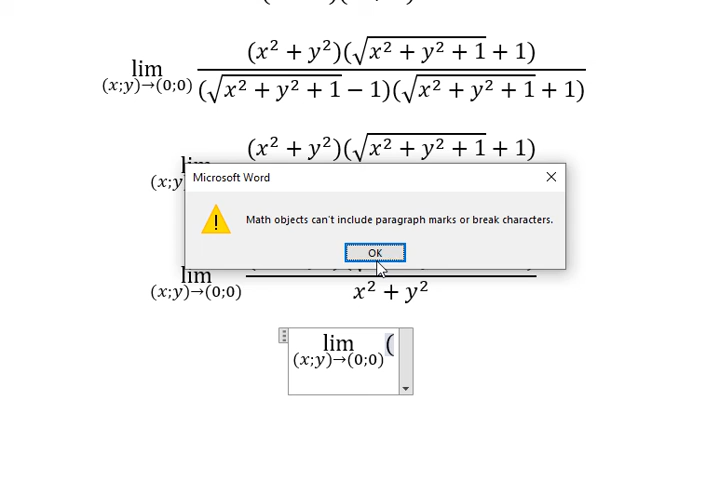 lim (x;y)→(0;0) (x² + y²)(√x² + y² + 1 + 1) / (√x² + y² + 1 − 1)(√x² + y² + 1 + 1)
(x² + y²)(√x² + y² + 1 + 1)
Microsoft Word
Math objects can't include paragraph marks or break characters.
OK
lim (x;y)→(0;0) x² + y²
lim (x;y)→(0;0) (